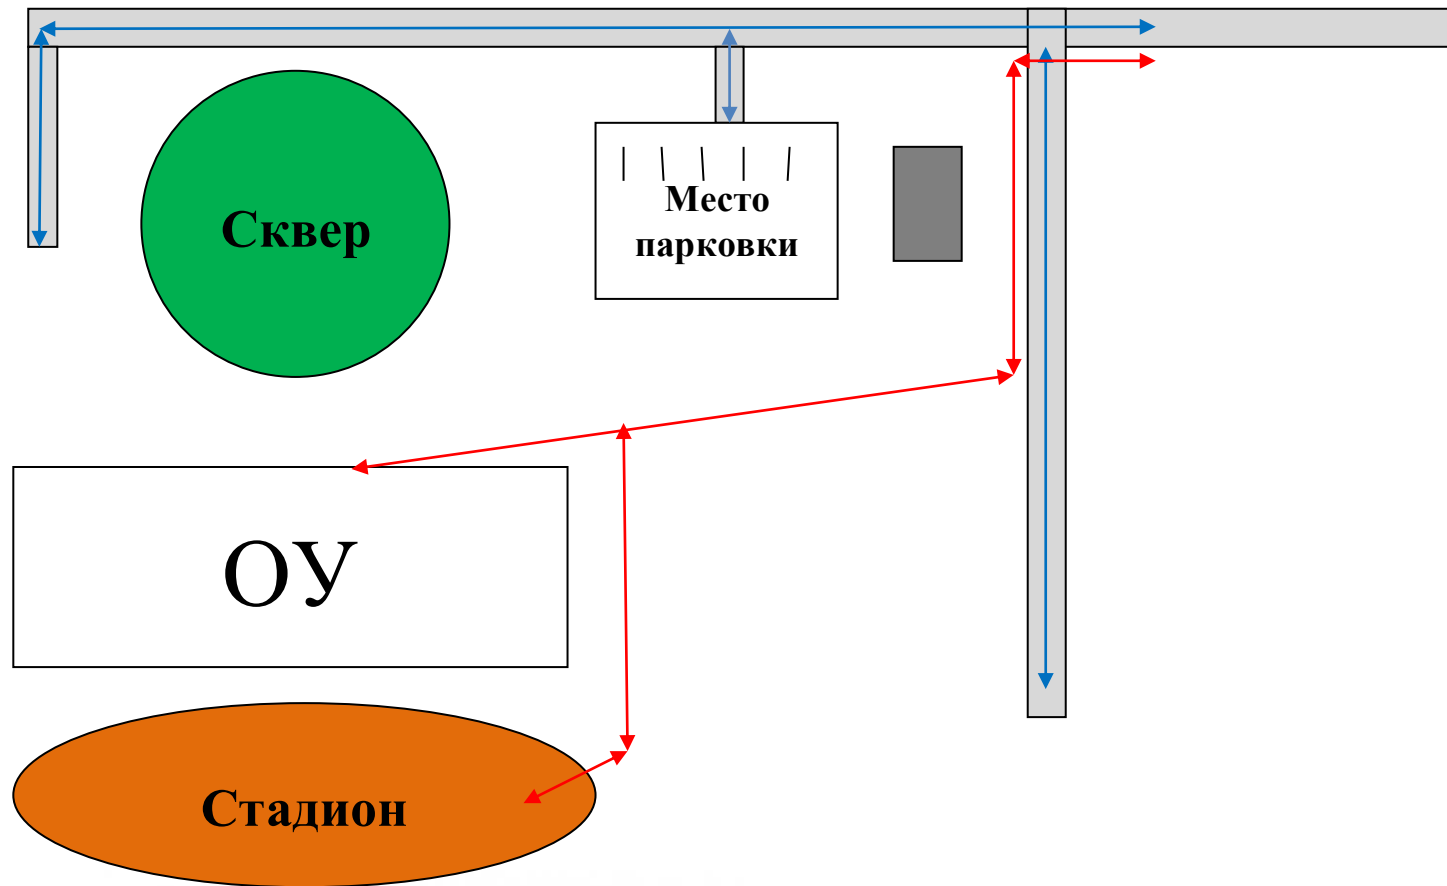 Сквер
Место
парковки
ОУ
Стадион